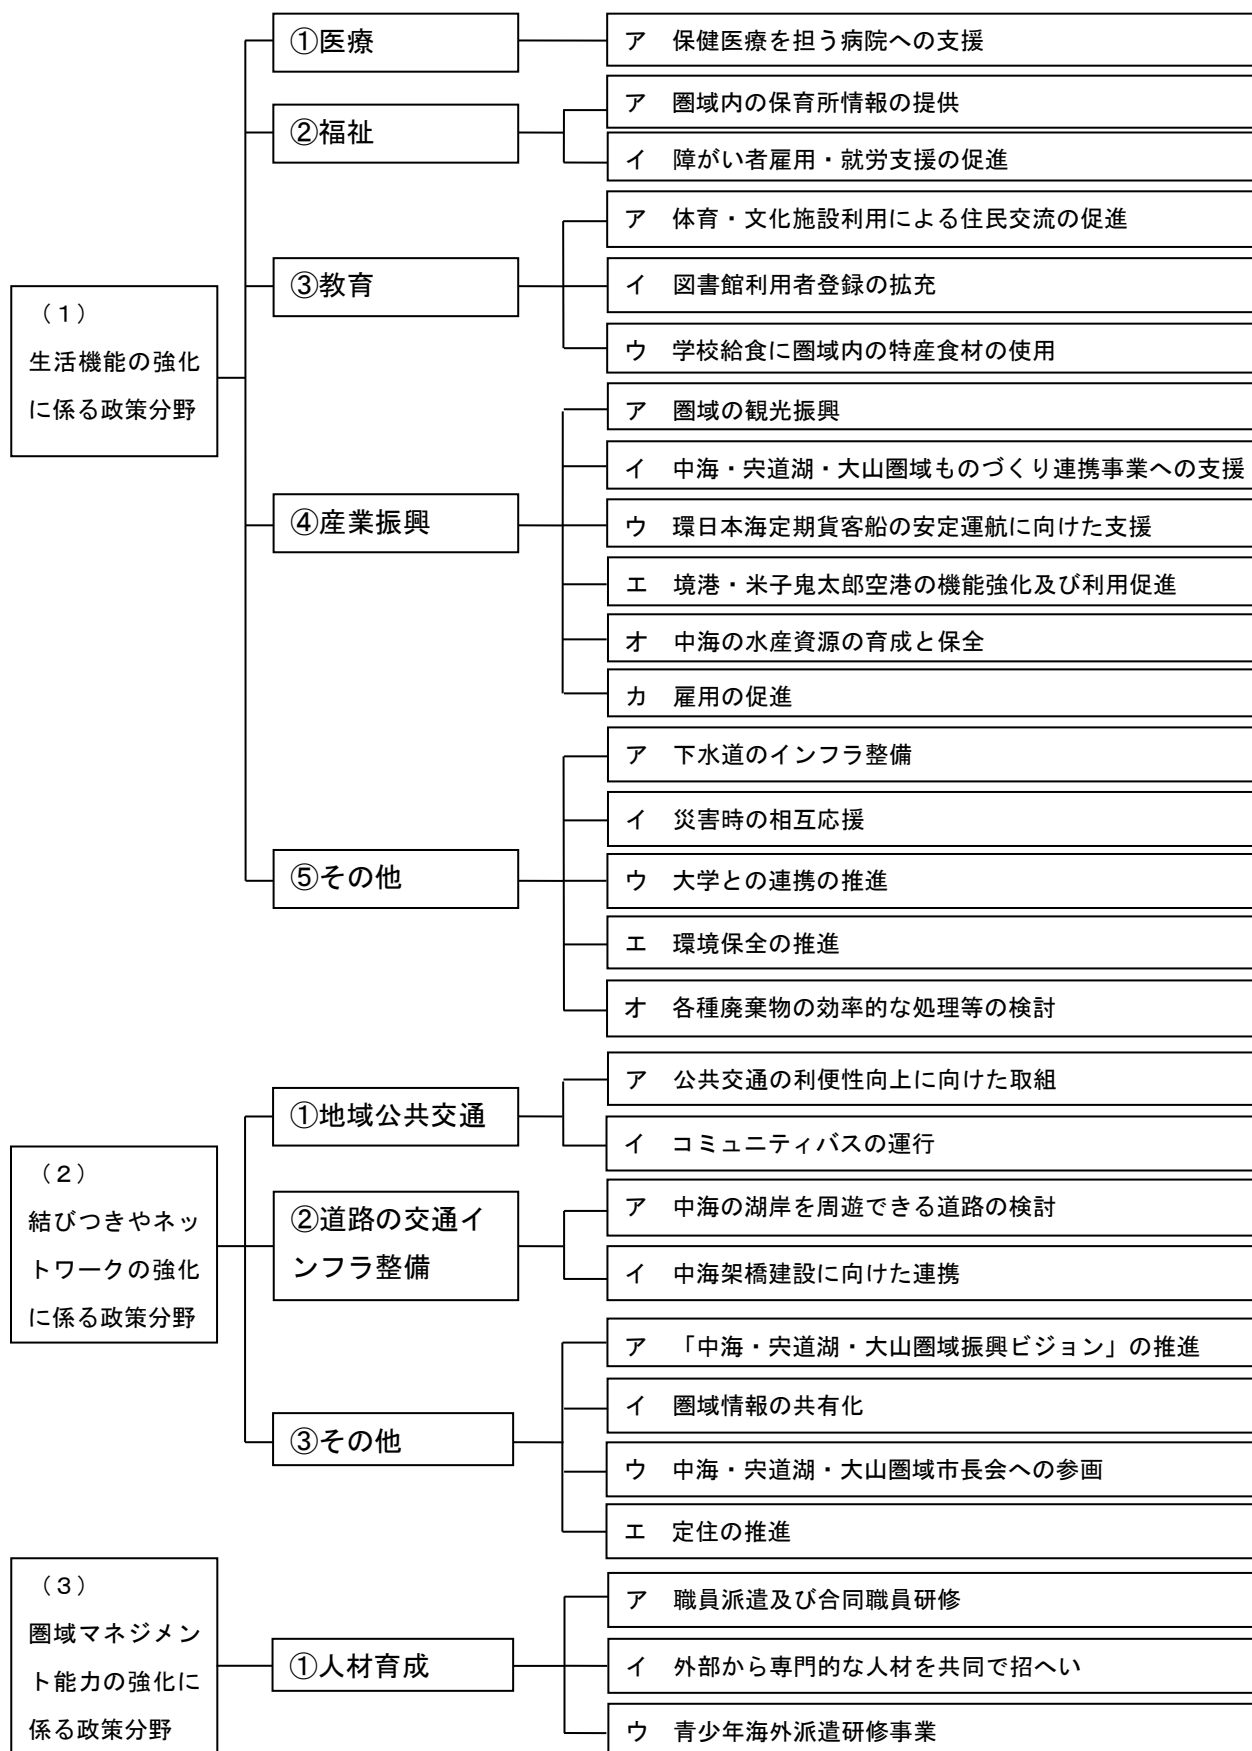 （１）
生活機能の強化
に係る政策分野
①医療
ア　保健医療を担う病院への支援
②福祉
ア　圏域内の保育所情報の提供
イ　障がい者雇用・就労支援の促進
③教育
ア　体育・文化施設利用による住民交流の促進
イ　図書館利用者登録の拡充
ウ　学校給食に圏域内の特産食材の使用
④産業振興
ア　圏域の観光振興
イ　中海・宍道湖・大山圏域ものづくり連携事業への支援
ウ　環日本海定期貨客船の安定運航に向けた支援
エ　境港・米子鬼太郎空港の機能強化及び利用促進
オ　中海の水産資源の育成と保全
カ　雇用の促進
⑤その他
ア　下水道のインフラ整備
イ　災害時の相互応援
ウ　大学との連携の推進
エ　環境保全の推進
オ　各種廃棄物の効率的な処理等の検討
（２）
結びつきやネッ
トワークの強化
に係る政策分野
①地域公共交通
ア　公共交通の利便性向上に向けた取組
イ　コミュニティバスの運行
②道路の交通イ
ンフラ整備
ア　中海の湖岸を周遊できる道路の検討
イ　中海架橋建設に向けた連携
③その他
ア　「中海・宍道湖・大山圏域振興ビジョン」の推進
イ　圏域情報の共有化
ウ　中海・宍道湖・大山圏域市長会への参画
エ　定住の推進
（３）
圏域マネジメン
ト能力の強化に
係る政策分野
①人材育成
ア　職員派遣及び合同職員研修
イ　外部から専門的な人材を共同で招へい
ウ　青少年海外派遣研修事業